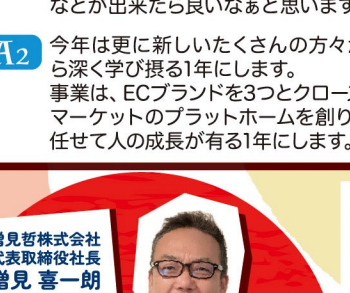 などが出来たら良いなぁと思います
A2 今年は更に新しいたくさんの方々
ら深く学び摂る1年にします。
事業は、ECブランドを3つとクロー
マーケットのプラットホームを創り
任せて人の成長が有る1年にします。
増見哲株式会社
代表取締役社長
増見 喜一朗